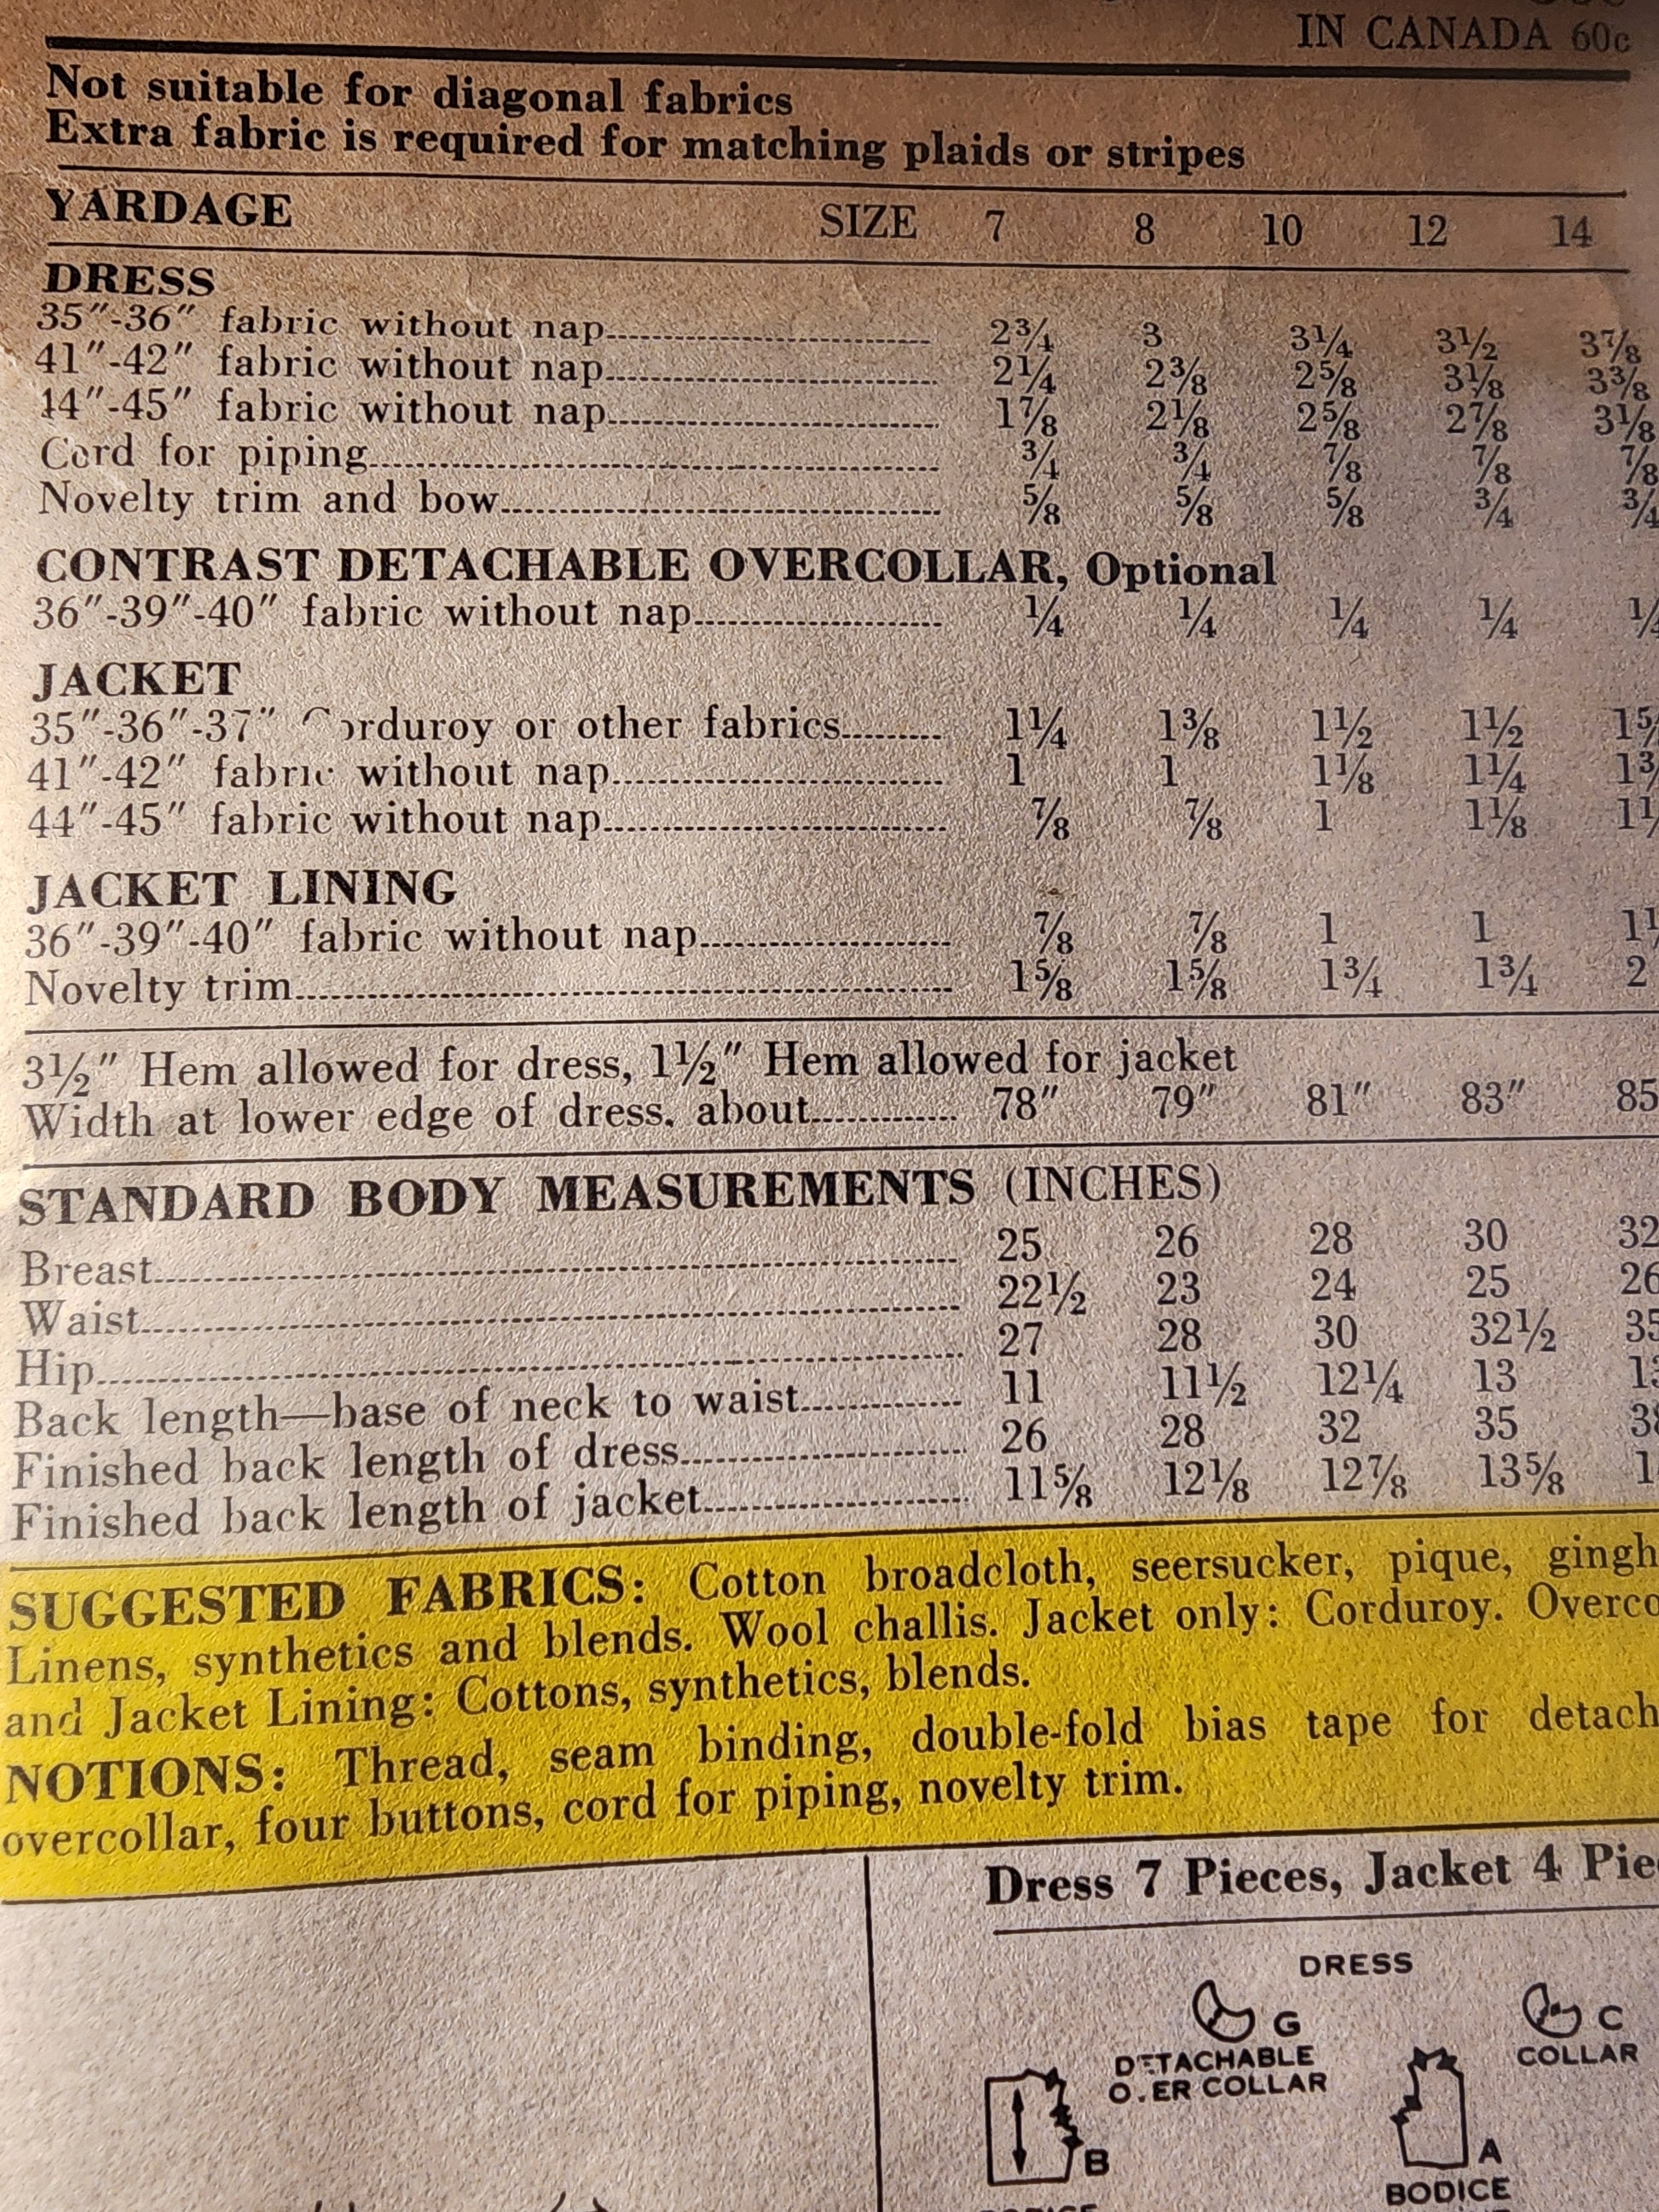 IN CANADA 60c
Not suitable for diagonal fabrics
Extra fabric is required for matching plaids or stripes
YARDAGE SIZE 7 8 10 12 14
DRESS
35"-36" fabric without nap 2¾ 3 3¼ 3½ 3⅞
41"-42" fabric without nap 2¼ 2⅜ 2⅝ 3⅛ 3⅜
44"-45" fabric without nap 1⅞ 2⅛ 2⅝ 2⅞ 3⅛
Cord for piping ¾ ¾ ⅞ ⅞ ⅞
Novelty trim and bow ⅝ ⅝ ⅝ ¾ ¾
CONTRAST DETACHABLE OVERCOLLAR, Optional
36"-39"-40" fabric without nap ¼ ¼ ¼ ¼
JACKET
35"-36"-37" Corduroy or other fabrics 1¼ 1⅜ 1½ 1½
41"-42" fabric without nap 1 1 1⅛ 1¼
44"-45" fabric without nap ⅞ ⅞ 1 1⅛
JACKET LINING
36"-39"-40" fabric without nap ⅞ ⅞ 1 1
Novelty trim 1⅝ 1⅝ 1¾ 1¾ 2
3½" Hem allowed for dress, 1½" Hem allowed for jacket
Width at lower edge of dress, about 78" 79" 81" 83" 85
STANDARD BODY MEASUREMENTS (INCHES)
Breast 25 26 28 30 32
Waist 22½ 23 24 25 26
Hip 27 28 30 32½ 35
Back length—base of neck to waist 11 11½ 12¼ 13
Finished back length of dress 26 28 32 35
Finished back length of jacket 11⅝ 12⅛ 12⅞ 13⅝
SUGGESTED FABRICS: Cotton broadcloth, seersucker, pique, gingh
Linens, synthetics and blends. Wool challis. Jacket only: Corduroy. Overco
and Jacket Lining: Cottons, synthetics, blends.
NOTIONS: Thread, seam binding, double-fold bias tape for detach
overcollar, four buttons, cord for piping, novelty trim.
Dress 7 Pieces, Jacket 4 Pie
DRESS
G
DETACHABLE
OVER COLLAR
C
COLLAR
B
A
BODICE